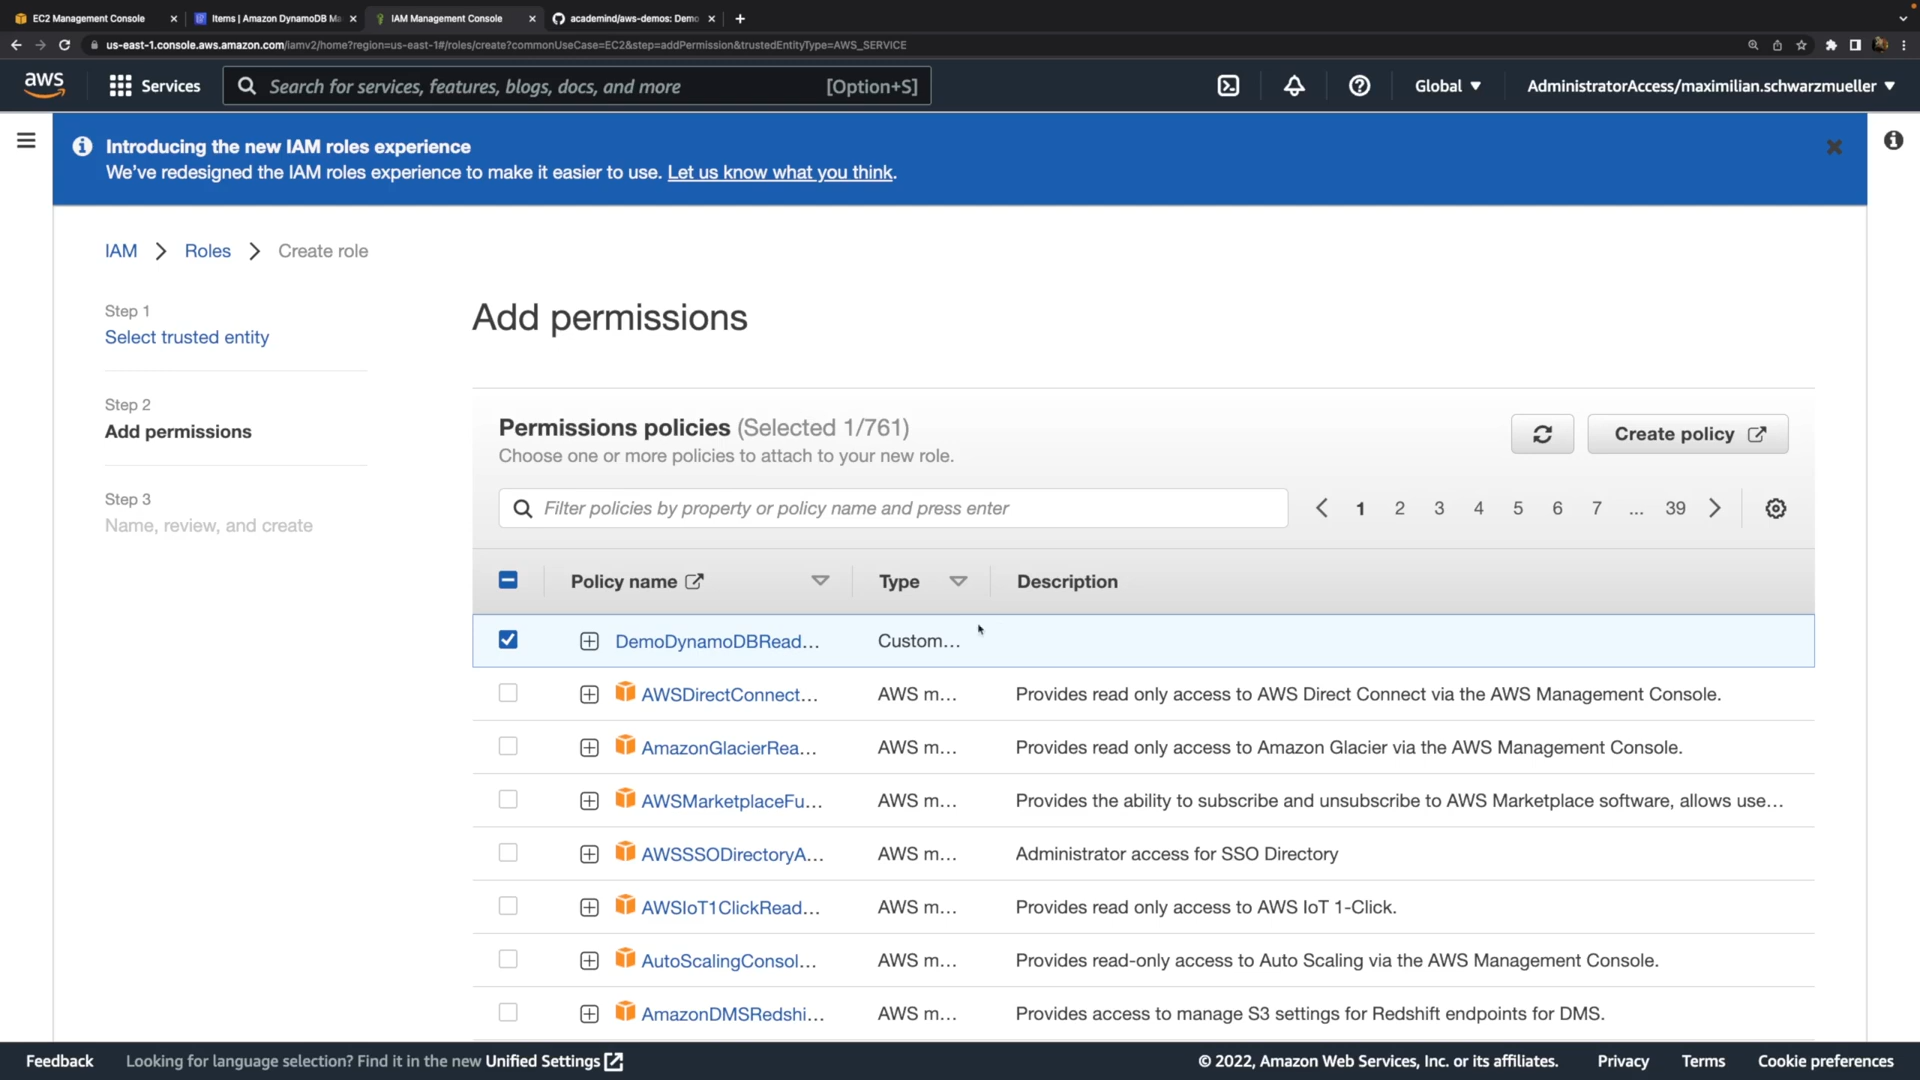 EC2 Management Console
Items | Amazon DynamoDB Ma
IAM Management Console
academind/aws-demos: Demo
us-east-1.console.aws.amazon.com/iamv2/home?region=us-east-1#/roles/create?commonUseCase=EC2&step=addPermission&trustedEntityType=AWS_SERVICE
aws
Services
Search for services, features, blogs, docs, and more
[Option+S]
Global
AdministratorAccess/maximilian.schwarzmueller
Introducing the new IAM roles experience
We've redesigned the IAM roles experience to make it easier to use. Let us know what you think.
IAM
Roles
Create role
Step 1
Select trusted entity
Step 2
Add permissions
Step 3
Name, review, and create
Add permissions
Permissions policies (Selected 1/761)
Choose one or more policies to attach to your new role.
Create policy
Filter policies by property or policy name and press enter
1 2 3 4 5 6 7 ... 39
Policy name
Type
Description
DemoDynamoDBRead...
Custom...
AWSDirectConnect...
AWS m...
Provides read only access to AWS Direct Connect via the AWS Management Console.
AmazonGlacierRea...
AWS m...
Provides read only access to Amazon Glacier via the AWS Management Console.
AWSMarketplaceFu...
AWS m...
Provides the ability to subscribe and unsubscribe to AWS Marketplace software, allows use...
AWSSSODirectoryA...
AWS m...
Administrator access for SSO Directory
AWSIoT1ClickRead...
AWS m...
Provides read only access to AWS IoT 1-Click.
AutoScalingConsol...
AWS m...
Provides read-only access to Auto Scaling via the AWS Management Console.
AmazonDMSRedshi...
AWS m...
Provides access to manage S3 settings for Redshift endpoints for DMS.
Feedback
Looking for language selection? Find it in the new Unified Settings
© 2022, Amazon Web Services, Inc. or its affiliates.
Privacy
Terms
Cookie preferences